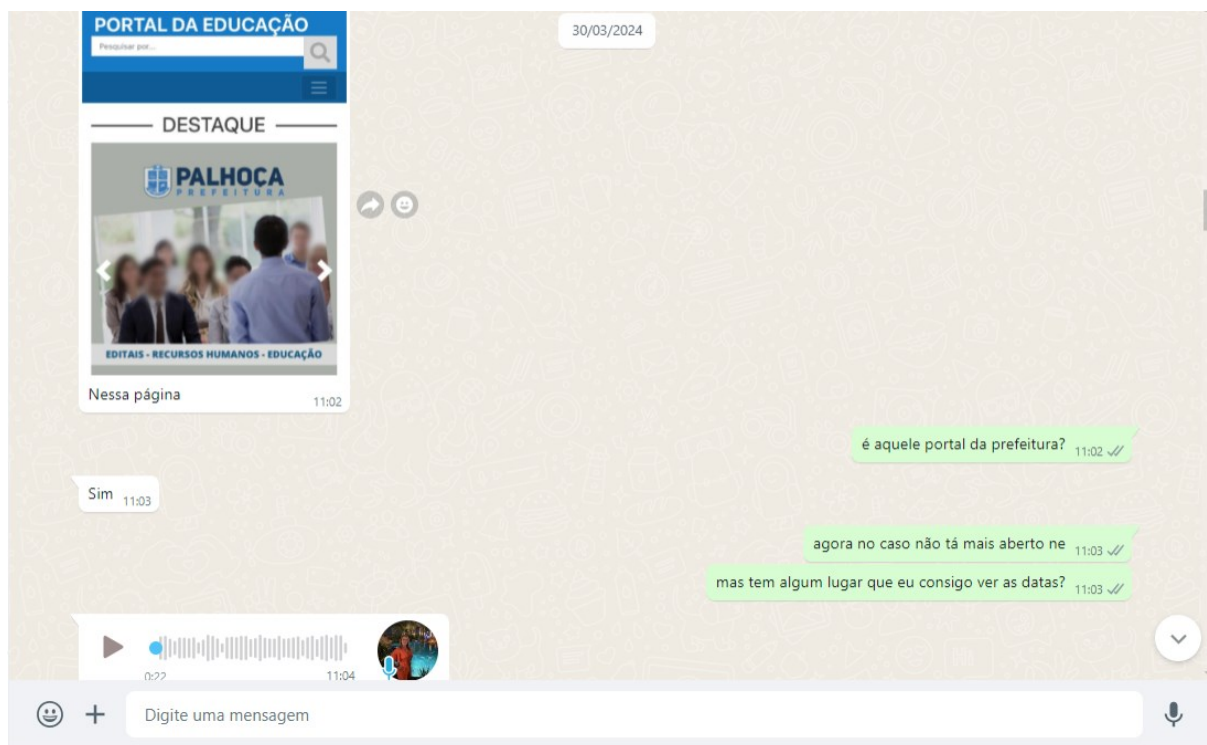 PORTAL DA EDUCAÇÃO
Pesquisar por...
30/03/2024
DESTAQUE
PALHOÇA
PREFEITURA
EDITAIS - RECURSOS HUMANOS - EDUCAÇÃO
Nessa página
11:02
é aquele portal da prefeitura? 11:02
Sim 11:03
agora no caso não tá mais aberto ne 11:03
mas tem algum lugar que eu consigo ver as datas? 11:03
0:22 11:04
Digite uma mensagem